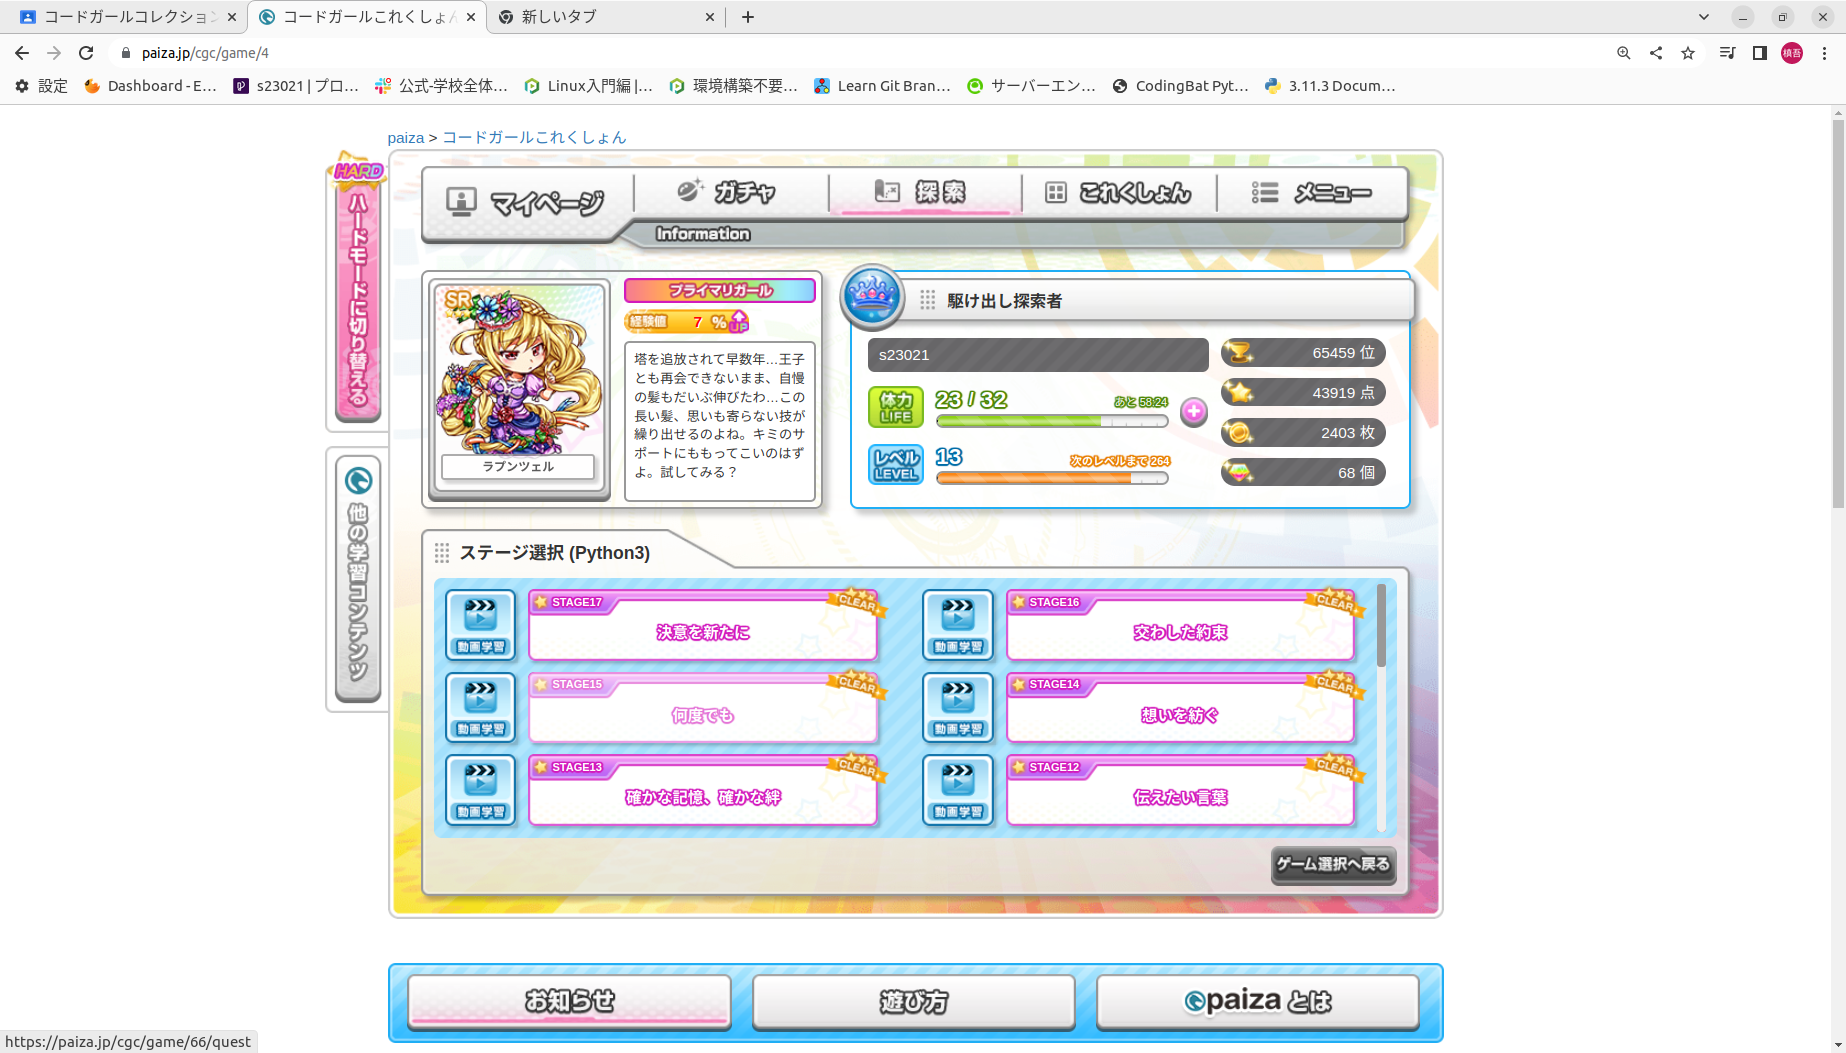 コードガールコレクション
コードガールこれくしょん
新しいタブ
paiza.jp/cgc/game/4
慎吾
設定
Dashboard - E...
s23021 | プロ...
公式-学校全体...
Linux入門編 |...
環境構築不要...
Learn Git Bran...
サーバーエン...
CodingBat Pyt...
3.11.3 Docum...
paiza > コードガールこれくしょん
HARD
ハードモードに切り替える
他の学習コンテンツ
マイページ
ガチャ
探索
これくしょん
メニュー
Information
SR
ラプンツェル
プライマリガール
経験値 7 % UP
塔を追放されて早数年...王子
とも再会できないまま、自慢
の髪もだいぶ伸びたわ...この
長い髪、思いも寄らない技が
繰り出せるのよね。キミのサ
ポートにももってこいのはず
よ。試してみる？
駆け出し探索者
s23021
65459 位
体力
LIFE
23 / 32
あと 58:24
43919 点
2403 枚
レベル
LEVEL
13
次のレベルまで 264
68 個
ステージ選択 (Python3)
動画学習
STAGE17
CLEAR
決意を新たに
動画学習
STAGE16
CLEAR
交わした約束
動画学習
STAGE15
CLEAR
何度でも
動画学習
STAGE14
CLEAR
想いを紡ぐ
動画学習
STAGE13
CLEAR
確かな記憶、確かな絆
動画学習
STAGE12
CLEAR
伝えたい言葉
ゲーム選択へ戻る
お知らせ
遊び方
paizaとは
https://paiza.jp/cgc/game/66/quest